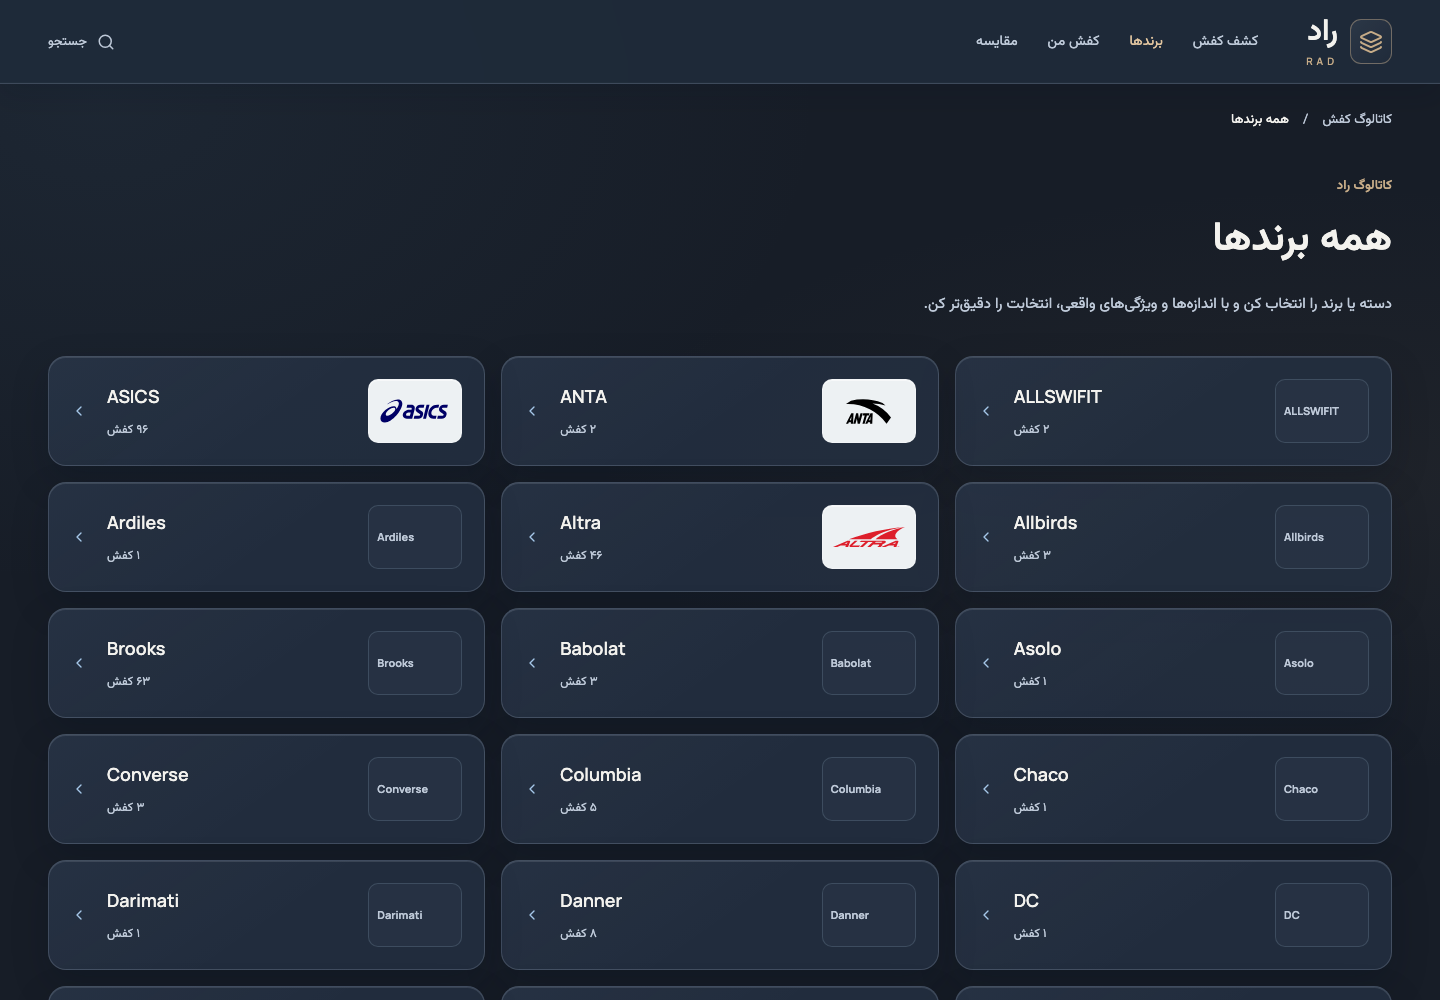 راد
RAD
کشف کفش
برندها
کفش من
مقایسه
جستجو
کاتالوگ کفش / همه برندها
کاتالوگ راد
همه برندها
دسته یا برند را انتخاب کن و با اندازه‌ها و ویژگی‌های واقعی، انتخابت را دقیق‌تر کن.
ALLSWIFIT
ALLSWIFIT
۲ کفش
ANTA
ANTA
۲ کفش
asics
ASICS
۹۶ کفش
Allbirds
Allbirds
۳ کفش
ALTRA
Altra
۴۶ کفش
Ardiles
Ardiles
۱ کفش
Asolo
Asolo
۱ کفش
Babolat
Babolat
۳ کفش
Brooks
Brooks
۶۳ کفش
Chaco
Chaco
۱ کفش
Columbia
Columbia
۵ کفش
Converse
Converse
۳ کفش
DC
DC
۱ کفش
Danner
Danner
۸ کفش
Darimati
Darimati
۱ کفش